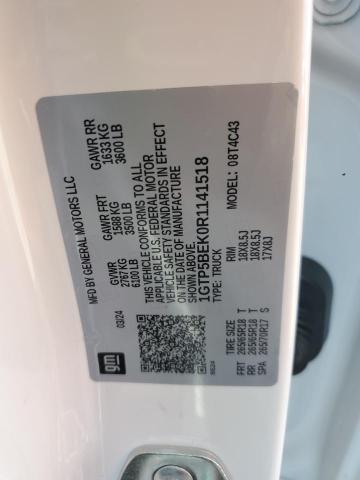 MFD BY GENERAL MOTORS LLC
03/24
GVWR
2767 KG
6100 LB
GAWR FRT
1588 KG
3500 LB
GAWR RR
1633 KG
3600 LB
THIS VEHICLE CONFORMS TO ALL
APPLICABLE U.S. FEDERAL MOTOR
VEHICLE SAFETY STANDARDS IN EFFECT
ON THE DATE OF MANUFACTURE
1GTP5BEK0R1141518
TYPE: TRUCK
MODEL: 08T4C43
TIRE SIZE
RIM
FRT 265/65R18 T 18X8.5J
RR 265/65R18 T 18X8.5J
SPA 265/70R17 S 17X8J
gm